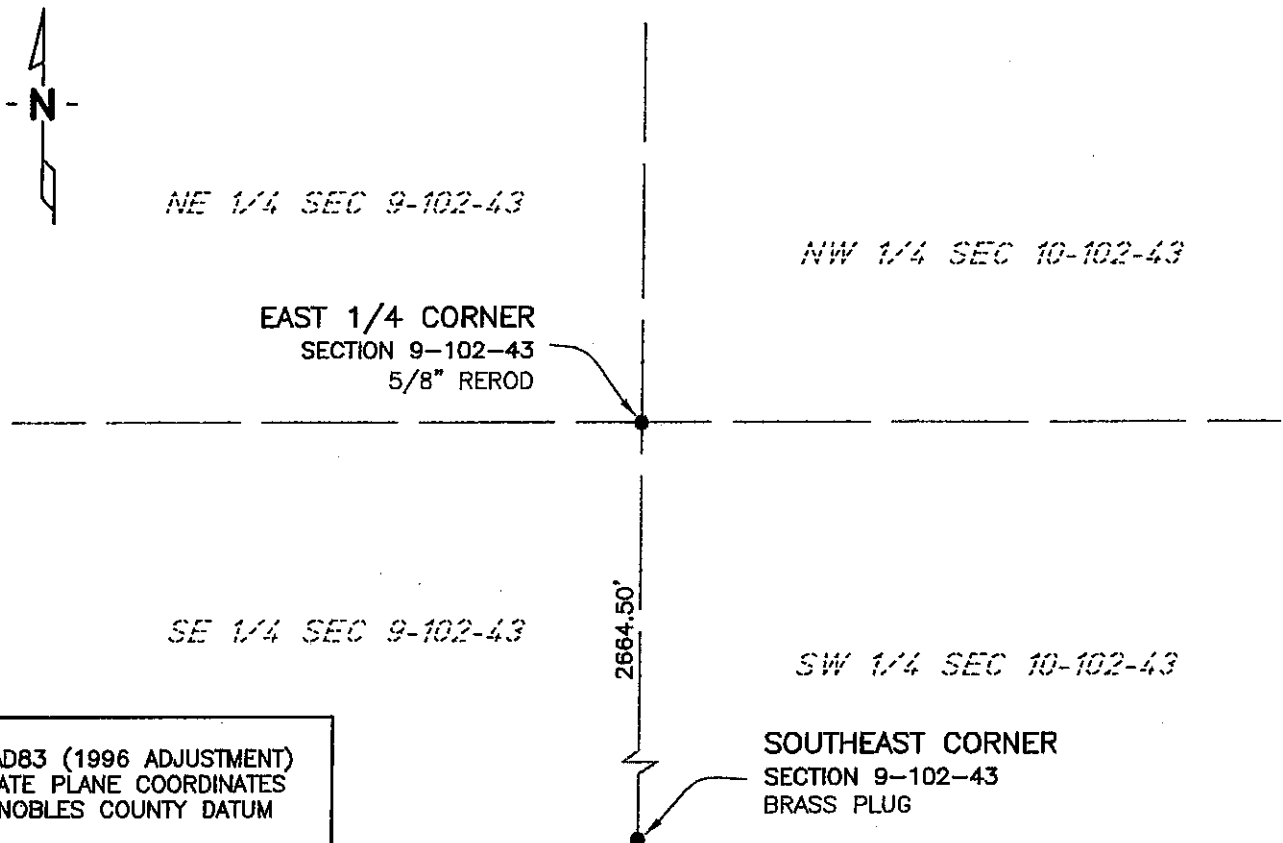 - N -
NE 1/4 SEC 9-102-43
NW 1/4 SEC 10-102-43
EAST 1/4 CORNER
SECTION 9-102-43
5/8" REROD
2664.50'
SE 1/4 SEC 9-102-43
SW 1/4 SEC 10-102-43
AD83 (1996 ADJUSTMENT)
ATE PLANE COORDINATES
NOBLES COUNTY DATUM
SOUTHEAST CORNER
SECTION 9-102-43
BRASS PLUG